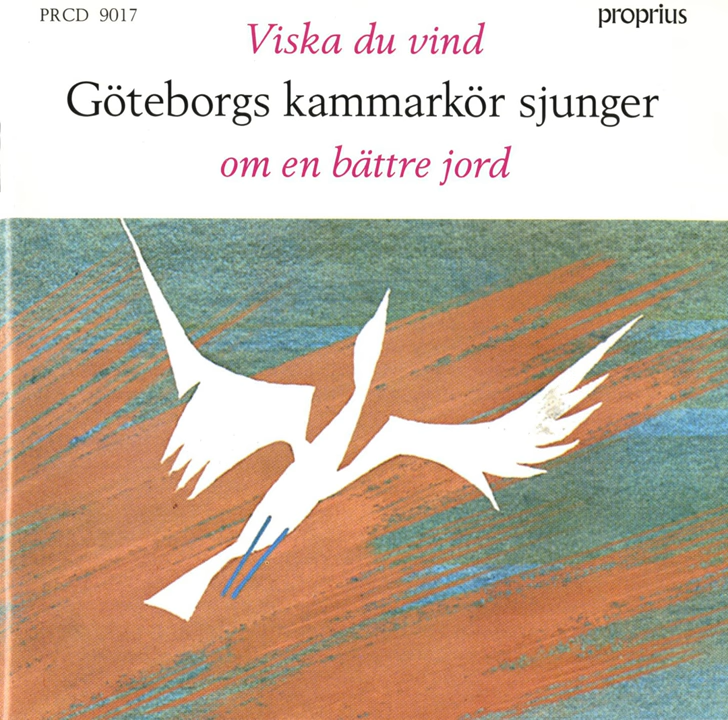 PRCD 9017
proprius
Viska du vind
Göteborgs kammarkör sjunger
om en bättre jord